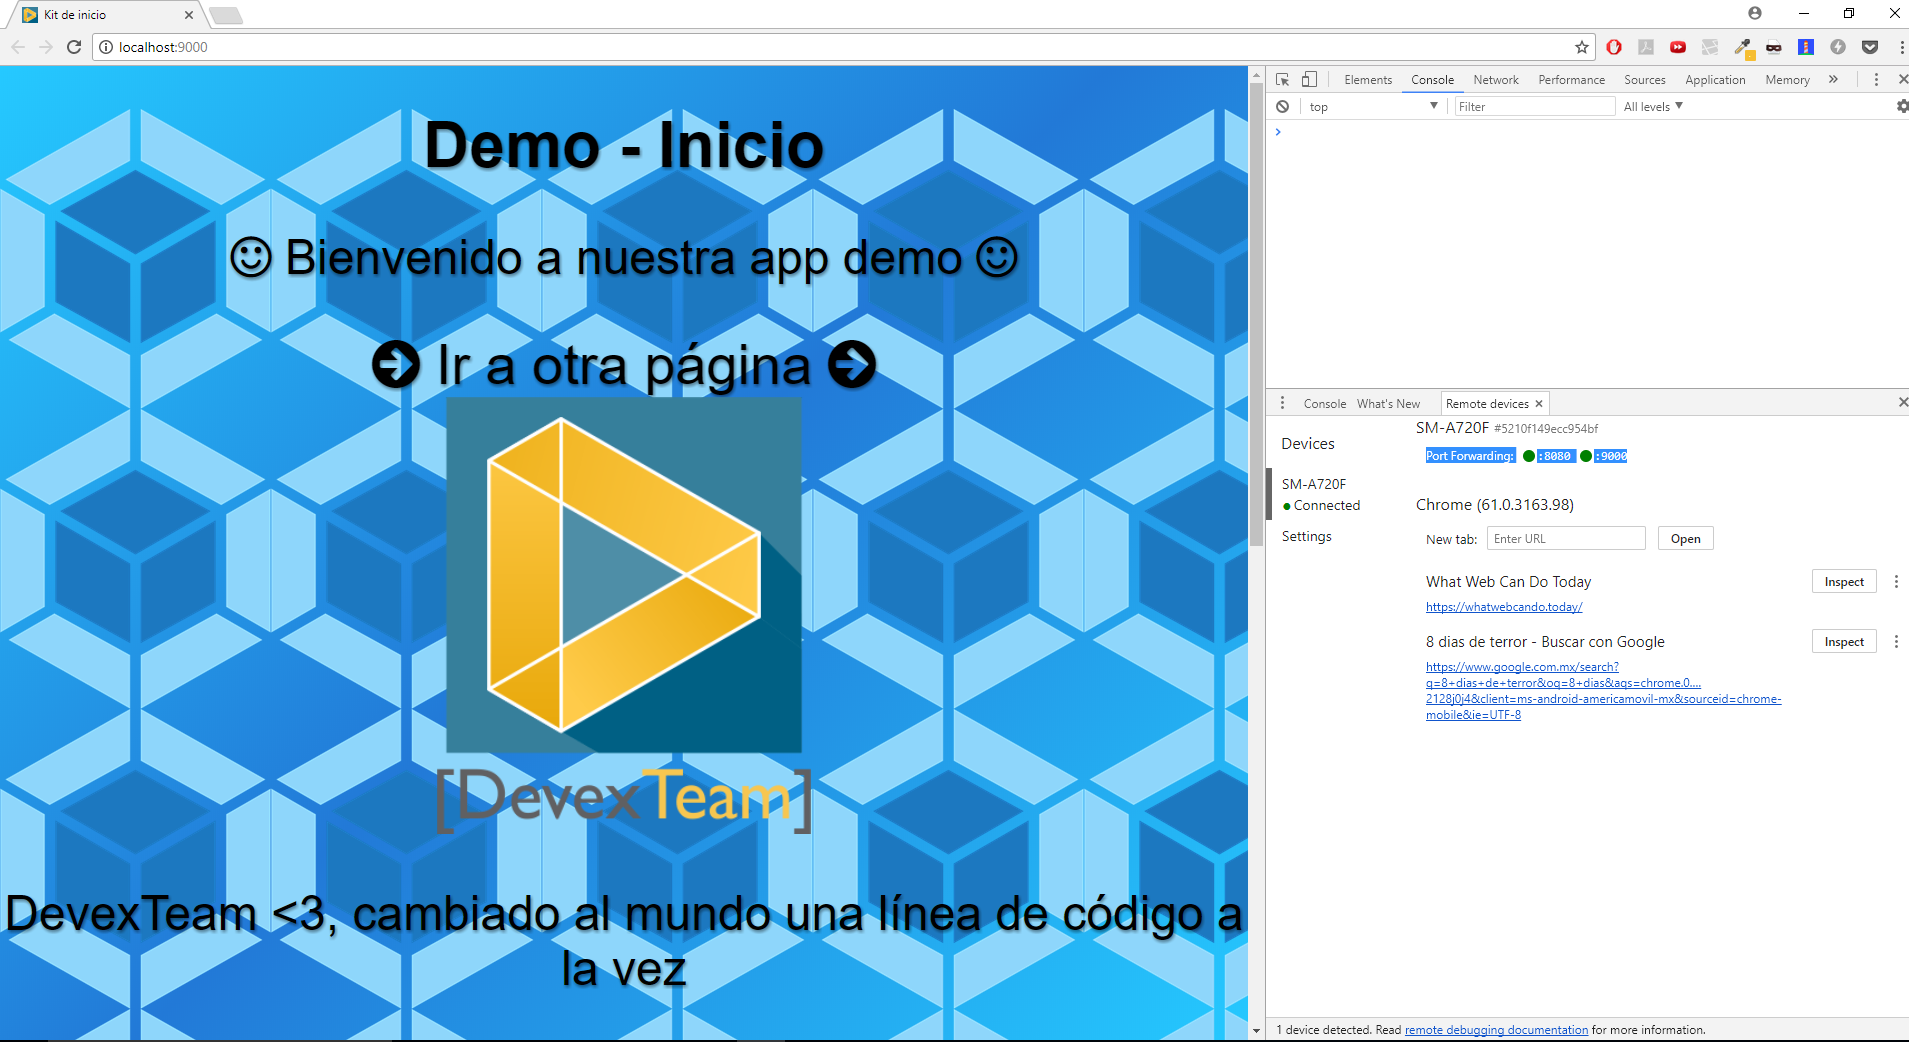 Kit de inicio
localhost:9000
Demo - Inicio
Bienvenido a nuestra app demo
Ir a otra página
[DevexTeam]
DevexTeam <3, cambiado al mundo una línea de código a
la vez
Elements Console Network Performance Sources Application Memory »
top Filter All levels
Console What's New Remote devices
Devices
SM-A720F
Connected
Settings
SM-A720F #5210f149ecc954bf
Port Forwarding: :8080 :9000
Chrome (61.0.3163.98)
New tab: Enter URL Open
What Web Can Do Today Inspect
https://whatwebcando.today/
8 dias de terror - Buscar con Google Inspect
https://www.google.com.mx/search?
q=8+dias+de+terror&oq=8+dias&aqs=chrome.0....
2128j0j4&client=ms-android-americamovil-mx&sourceid=chrome-
mobile&ie=UTF-8
1 device detected. Read remote debugging documentation for more information.